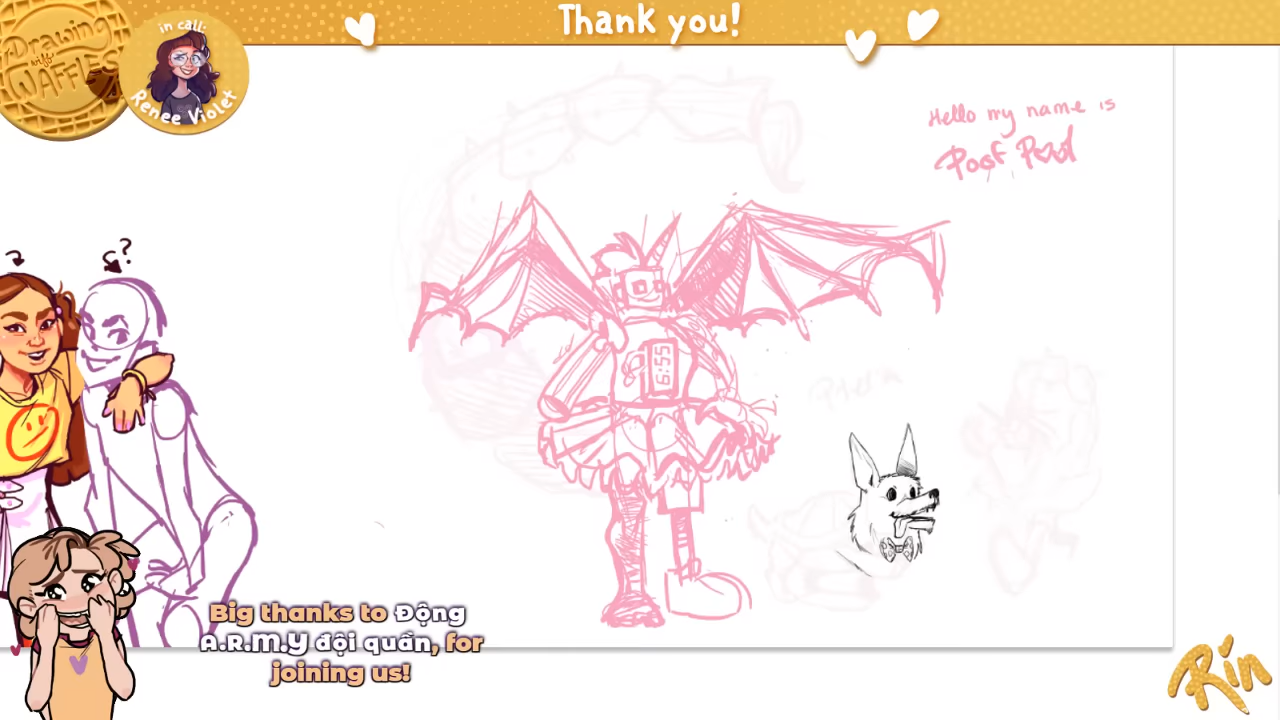 Thank you!
in call:
Drawing
with
WAFFLES
Renee Violet
Hello my name is
Poof Poof
?
6:55
Big thanks to Động
A.R.M.Y đội quần, for
joining us!
Rin